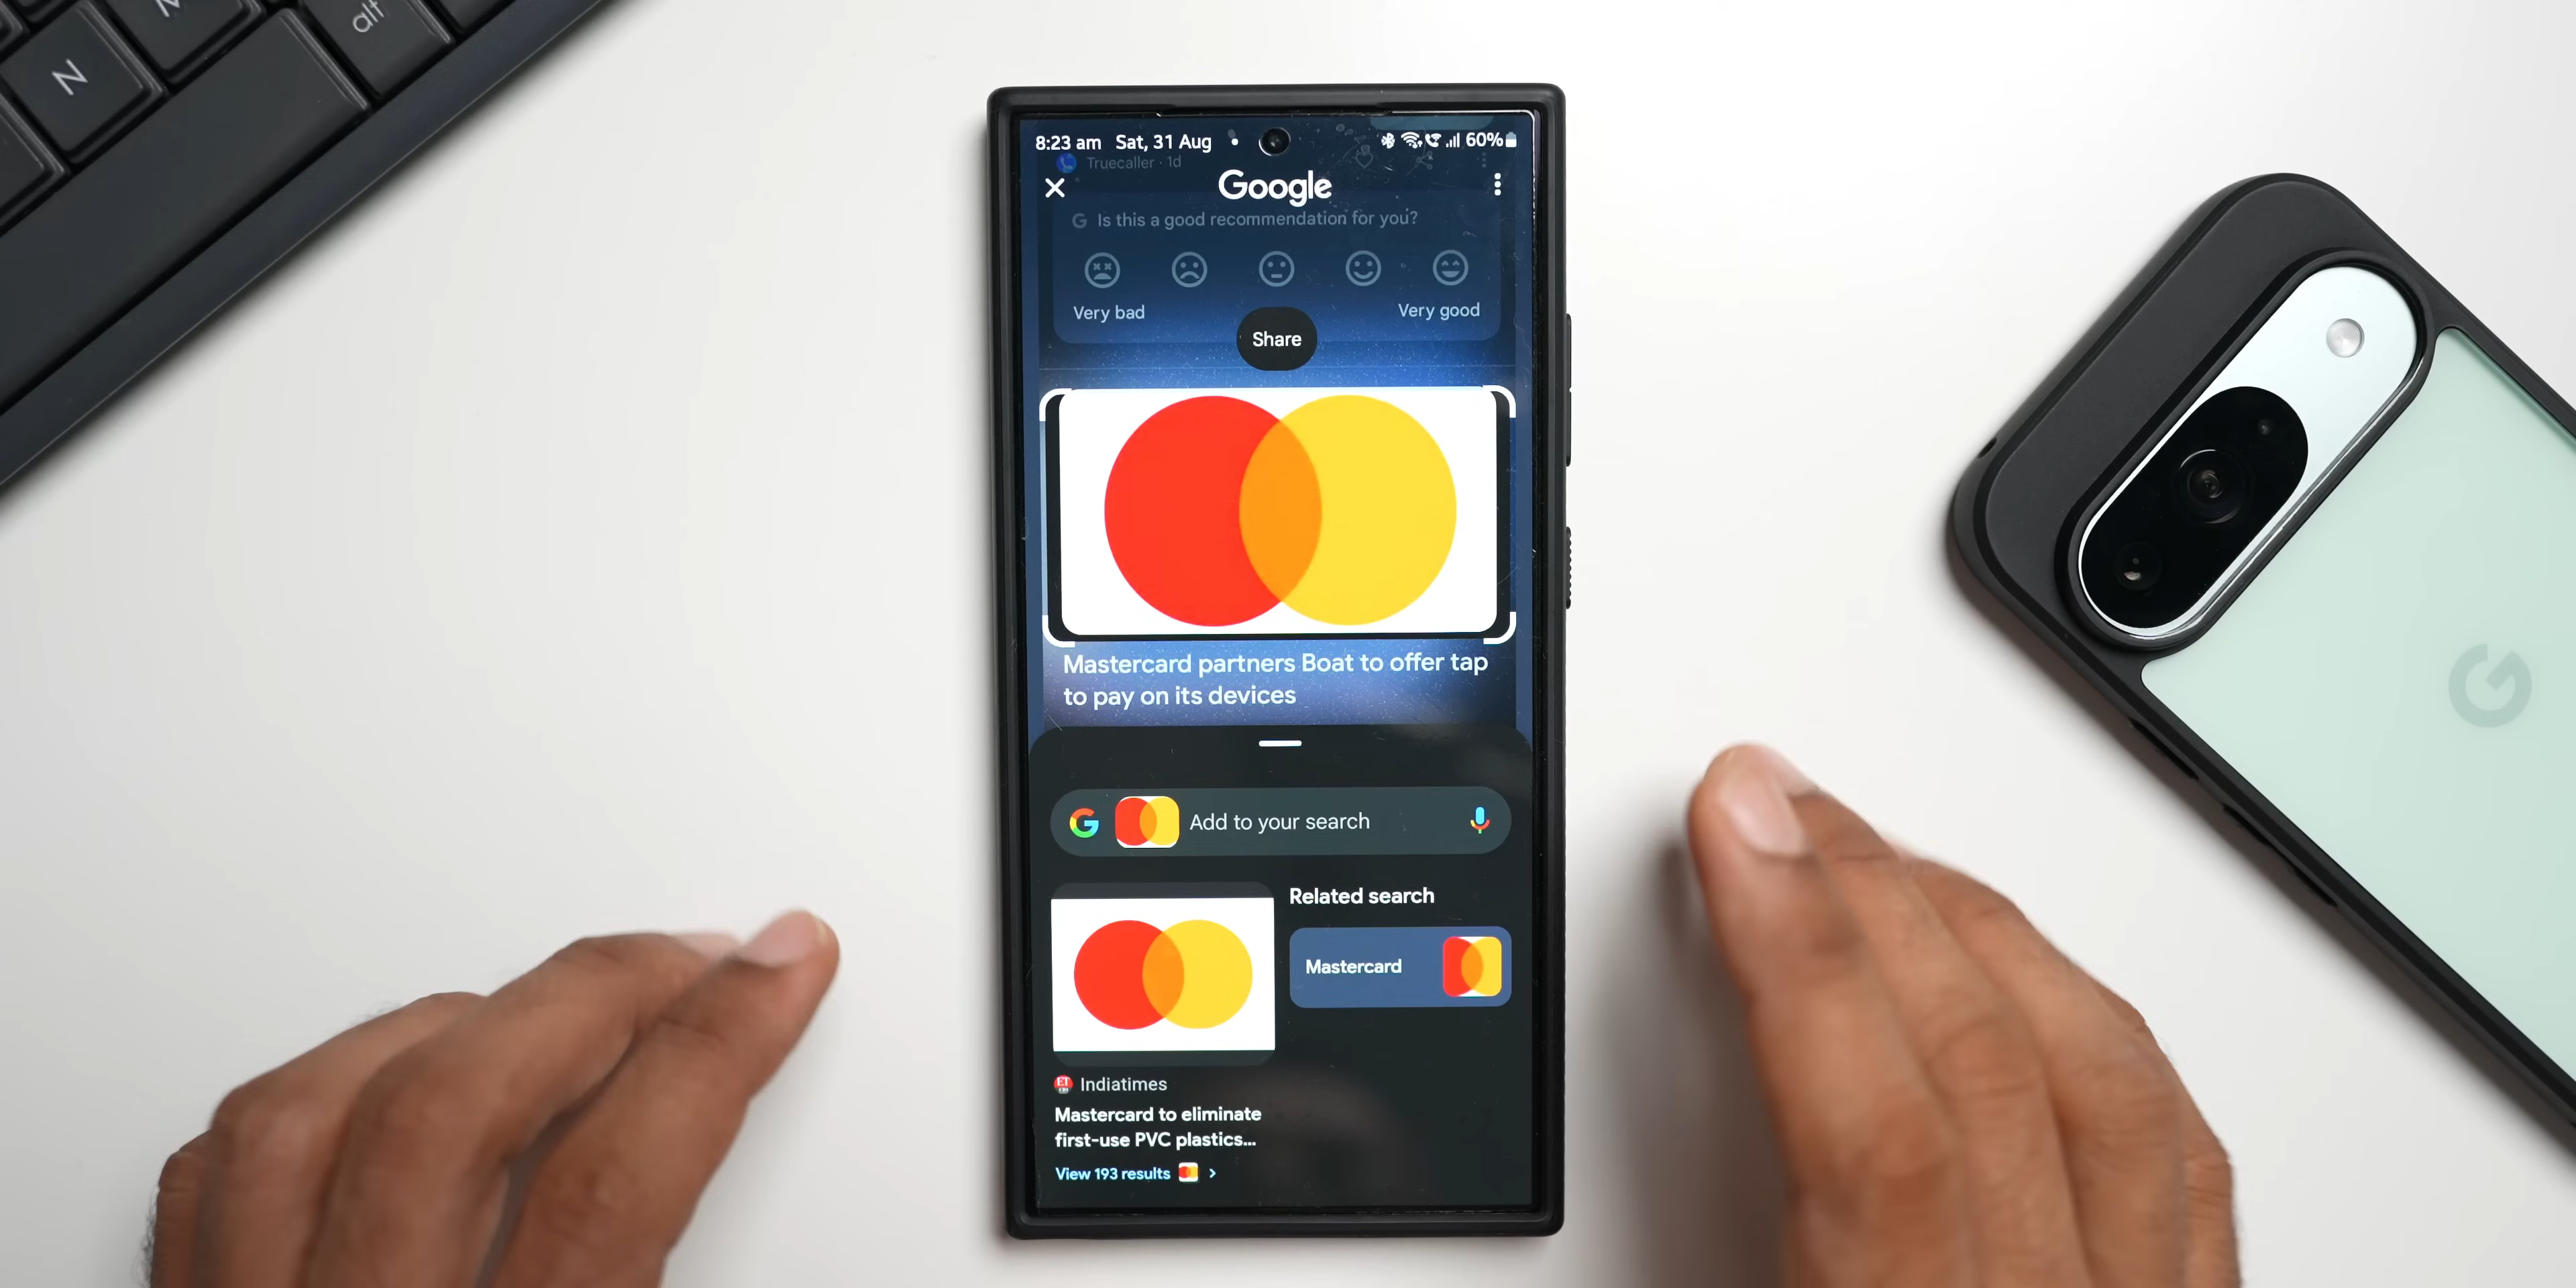 N
M
alt
8:23 am Sat, 31 Aug
60%
Truecaller · 1d
Google
G Is this a good recommendation for you?
Very bad
Very good
Share
Mastercard partners Boat to offer tap
to pay on its devices
G Add to your search
Related search
Mastercard
ET
Indiatimes
Mastercard to eliminate
first-use PVC plastics...
View 193 results
G